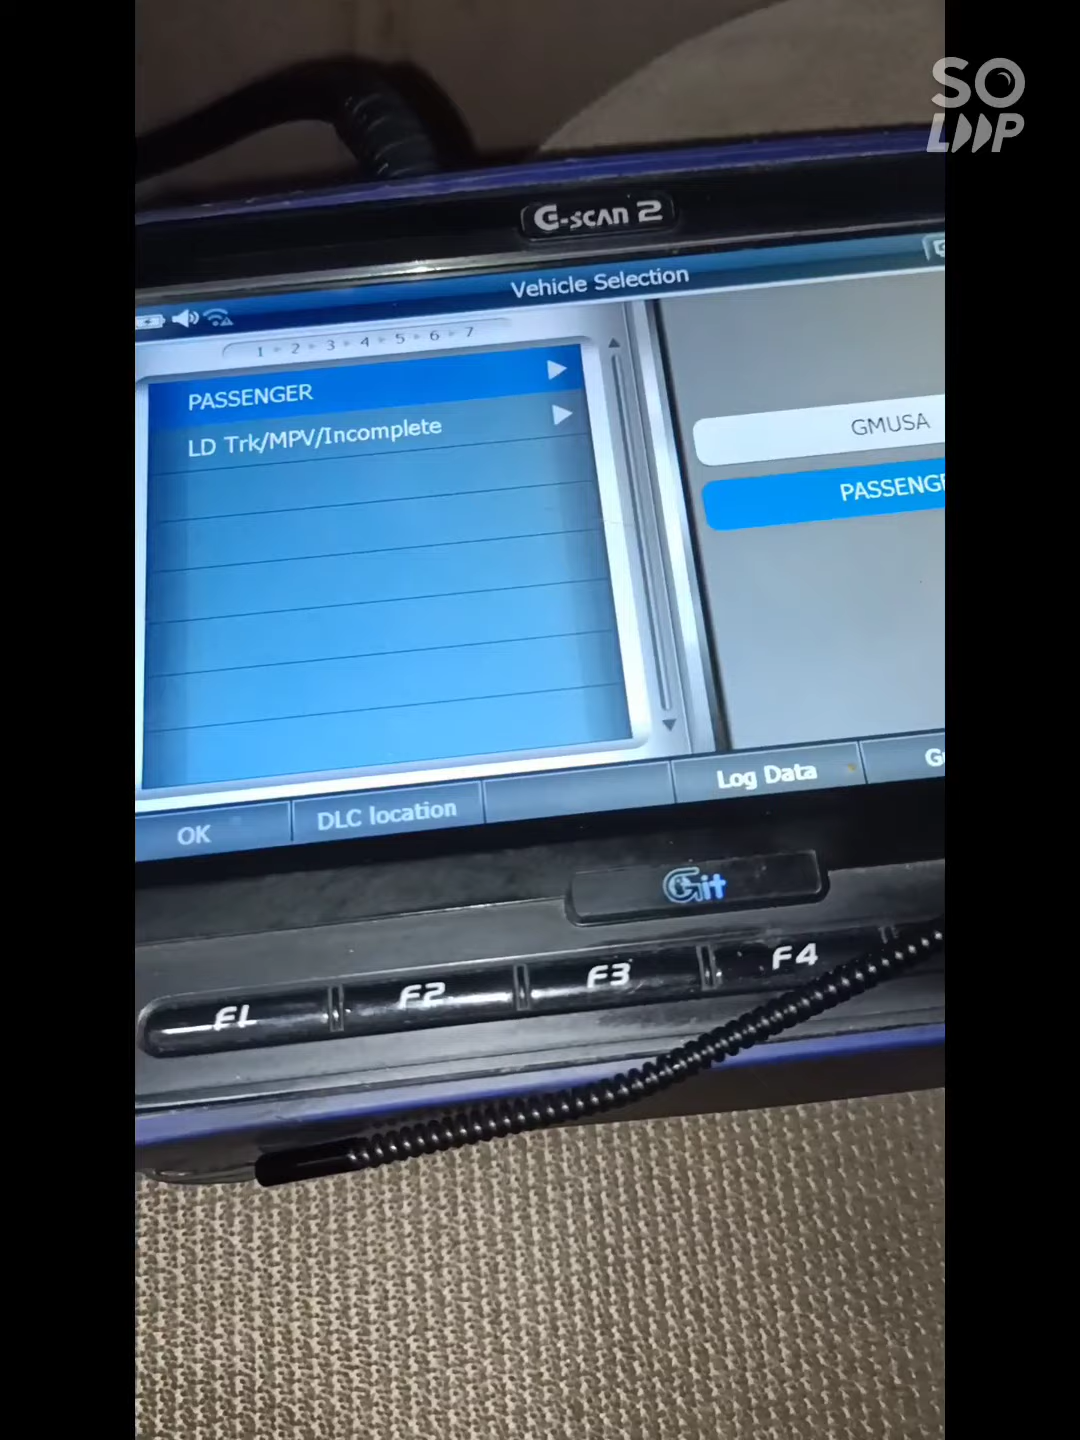 SO
LOOP
G-scan 2
Vehicle Selection
1 2 3 4 5 6 7
PASSENGER
LD Trk/MPV/Incomplete
GMUSA
PASSENGE
OK
DLC location
Log Data
G
Git
F1
F2
F3
F4